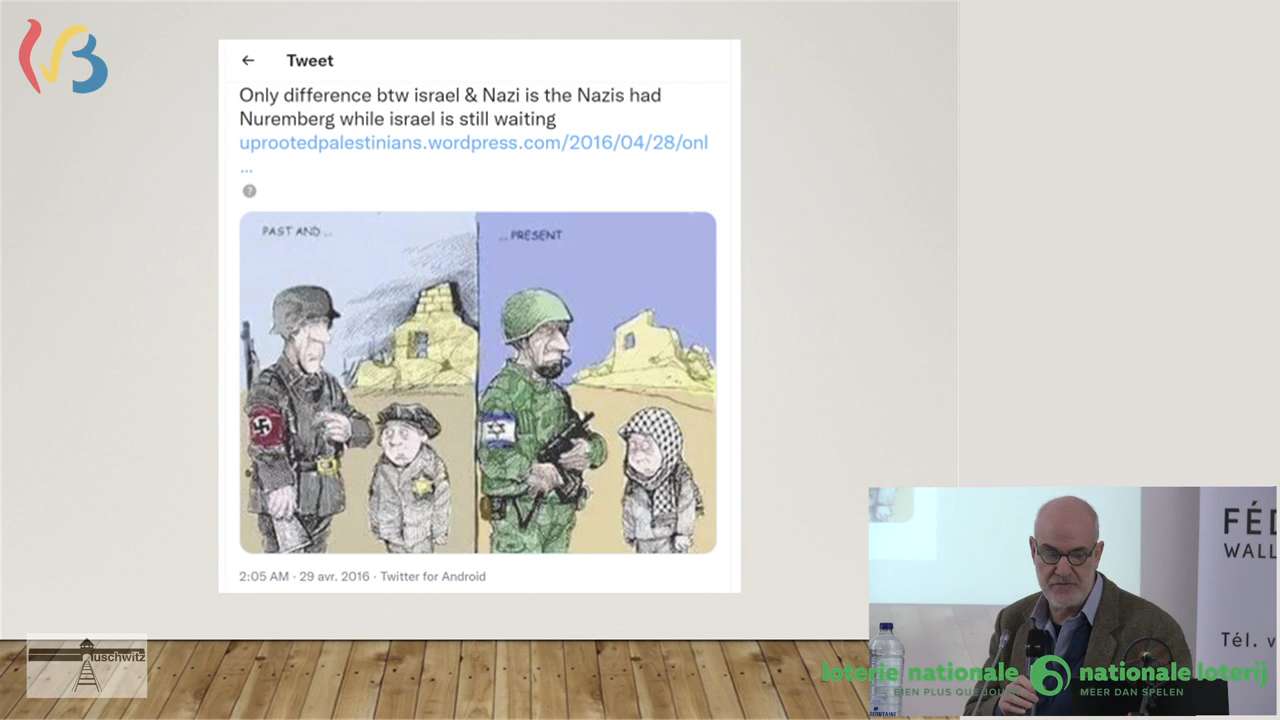 Tweet
Only difference btw israel & Nazi is the Nazis had
Nuremberg while israel is still waiting
uprootedpalestinians.wordpress.com/2016/04/28/onl
...
?
PAST AND ...
... PRESENT
2:05 AM · 29 avr. 2016 · Twitter for Android
FÉD
WALL
Tél. v
uschwitz
loterie nationale
BIEN PLUS QUE JOUER
nationale loterij
MEER DAN SPELEN